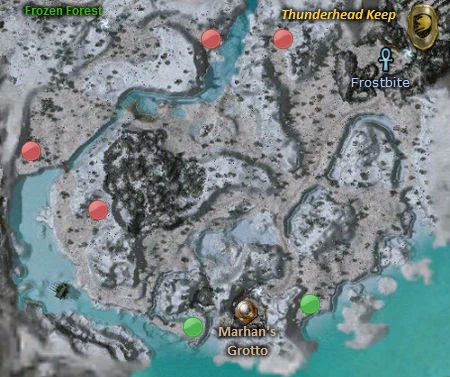 Frozen Forest
Thunderhead Keep
Frostbite
Marhan's
Grotto